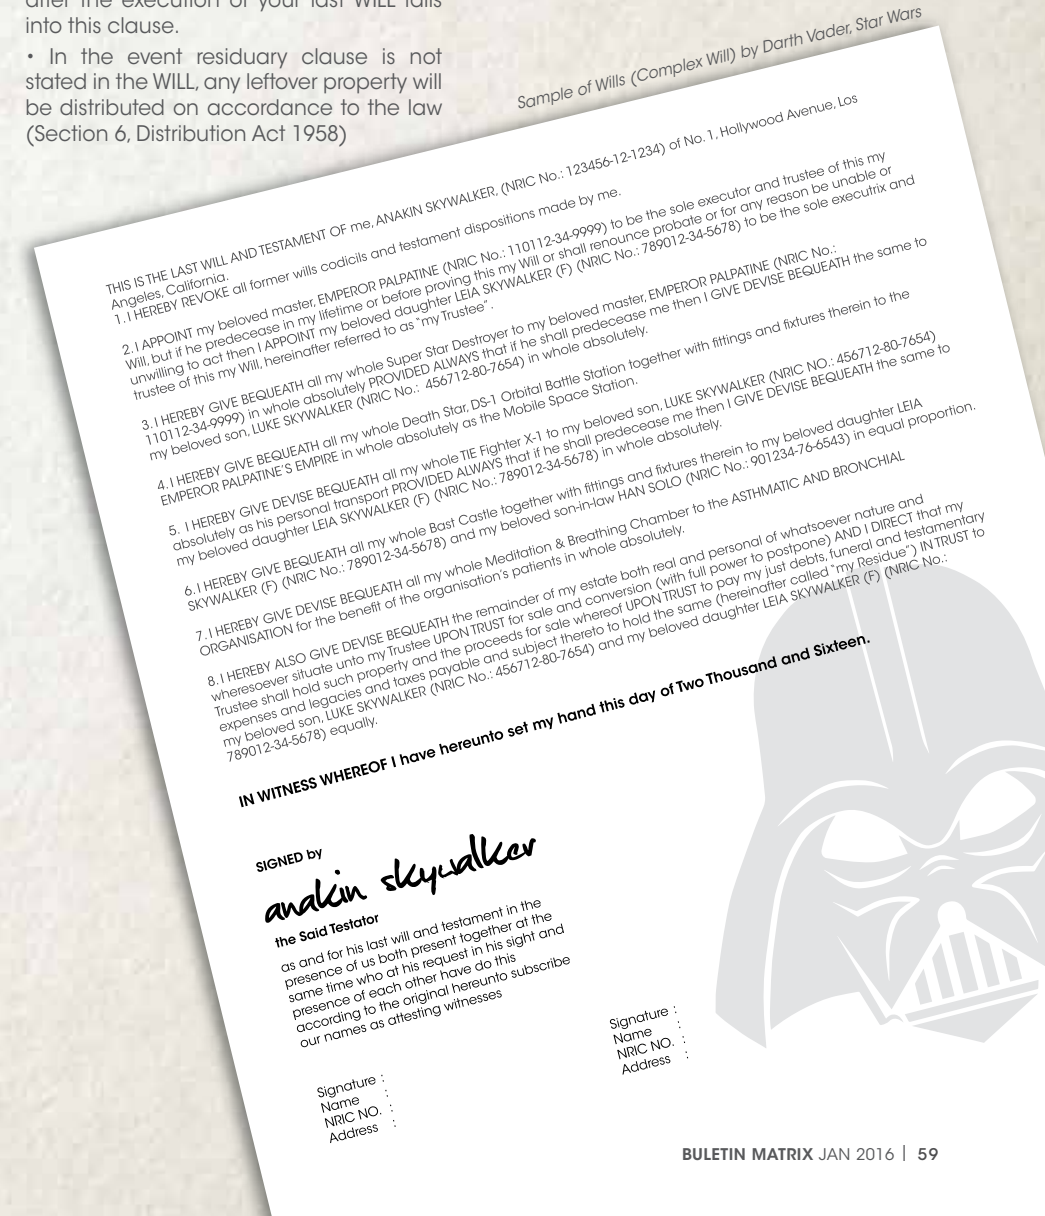 after the execution of your last WILL falls
into this clause.
• In the event residuary clause is not
stated in the WILL, any leftover property will
be distributed on accordance to the law
(Section 6, Distribution Act 1958)
Sample of Wills (Complex Will) by Darth Vader, Star Wars
THIS IS THE LAST WILL AND TESTAMENT OF me, ANAKIN SKYWALKER, (NRIC No.: 123456-12-1234) of No. 1, Hollywood Avenue, Los
Angeles, California.
1. I HEREBY REVOKE all former wills codicils and testament dispositions made by me.
2. I APPOINT my beloved master, EMPEROR PALPATINE (NRIC No.: 110112-34-9999) to be the sole executor and trustee of this my
Will, but if he predecease in my lifetime or before proving this my Will or shall renounce probate or for any reason be unable or
unwilling to act then I APPOINT my beloved daughter LEIA SKYWALKER (F) (NRIC No.: 789012-34-5678) to be the sole executrix and
trustee of this my Will, hereinafter referred to as “my Trustee”.
3. I HEREBY GIVE BEQUEATH all my whole Super Star Destroyer to my beloved master, EMPEROR PALPATINE (NRIC No.:
110112-34-9999) in whole absolutely PROVIDED ALWAYS that if he shall predecease me then I GIVE DEVISE BEQUEATH the same to
my beloved son, LUKE SKYWALKER (NRIC No.: 456712-80-7654) in whole absolutely.
4. I HEREBY GIVE BEQUEATH all my whole Death Star, DS-1 Orbital Battle Station together with fittings and fixtures therein to the
EMPEROR PALPATINE'S EMPIRE in whole absolutely as the Mobile Space Station.
5. I HEREBY GIVE DEVISE BEQUEATH all my whole TIE Fighter X-1 to my beloved son, LUKE SKYWALKER (NRIC NO.: 456712-80-7654)
absolutely as his personal transport PROVIDED ALWAYS that if he shall predecease me then I GIVE DEVISE BEQUEATH the same to
my beloved daughter LEIA SKYWALKER (F) (NRIC No.: 789012-34-5678) in whole absolutely.
6. I HEREBY GIVE BEQUEATH all my whole Bast Castle together with fittings and fixtures therein to my beloved daughter LEIA
SKYWALKER (F) (NRIC No.: 789012-34-5678) and my beloved son-in-law HAN SOLO (NRIC No.: 901234-76-6543) in equal proportion.
7. I HEREBY GIVE DEVISE BEQUEATH all my whole Meditation & Breathing Chamber to the ASTHMATIC AND BRONCHIAL
ORGANISATION for the benefit of the organisation's patients in whole absolutely.
8. I HEREBY ALSO GIVE DEVISE BEQUEATH the remainder of my estate both real and personal of whatsoever nature and
wheresoever situate unto my Trustee UPON TRUST for sale and conversion (with full power to postpone) AND I DIRECT that my
Trustee shall hold such property and the proceeds for sale whereof UPON TRUST to pay my just debts, funeral and testamentary
expenses and legacies and taxes payable and subject thereto to hold the same (hereinafter called “my Residue”) IN TRUST to
my beloved son, LUKE SKYWALKER (NRIC No.: 456712-80-7654) and my beloved daughter LEIA SKYWALKER (F) (NRIC No.:
789012-34-5678) equally.
IN WITNESS WHEREOF I have hereunto set my hand this day of Two Thousand and Sixteen.
SIGNED by
anakin skywalker
the Said Testator
as and for his last will and testament in the
presence of us both present together at the
same time who at his request in his sight and
presence of each other have do this
according to the original hereunto subscribe
our names as attesting witnesses
Signature :
Name :
NRIC NO. :
Address :
Signature :
Name :
NRIC NO. :
Address :
BULETIN MATRIX JAN 2016 | 59